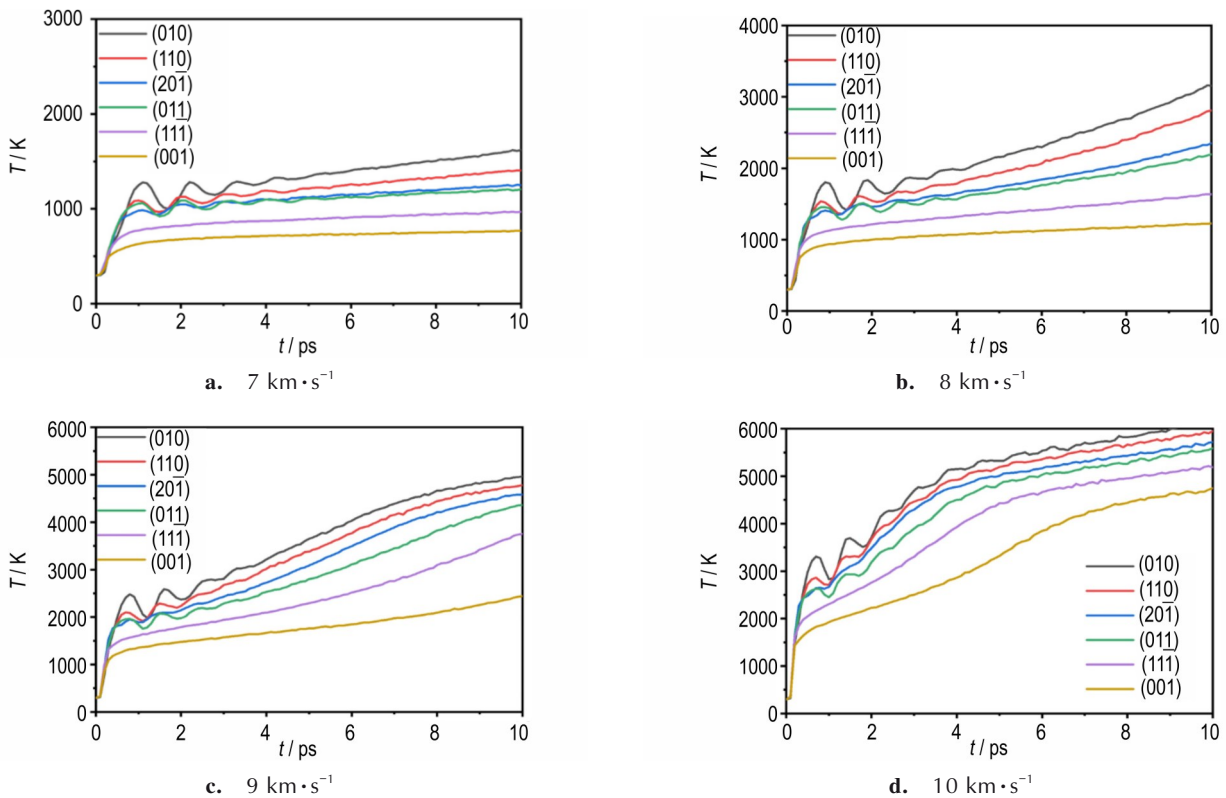 3000
2000
1000
0
T / K
(010)
(110)
(201̄)
(011)
(111̄)
(001)
0 2 4 6 8 10
t / ps
a. 7 km·s⁻¹
4000
3000
2000
1000
0
T / K
(010)
(110)
(201̄)
(011)
(111̄)
(001)
0 2 4 6 8 10
t / ps
b. 8 km·s⁻¹
6000
5000
4000
3000
2000
1000
0
T / K
(010)
(110)
(201̄)
(011)
(111̄)
(001)
0 2 4 6 8 10
t / ps
c. 9 km·s⁻¹
6000
5000
4000
3000
2000
1000
0
T / K
(010)
(110)
(201̄)
(011)
(111̄)
(001)
0 2 4 6 8 10
t / ps
d. 10 km·s⁻¹